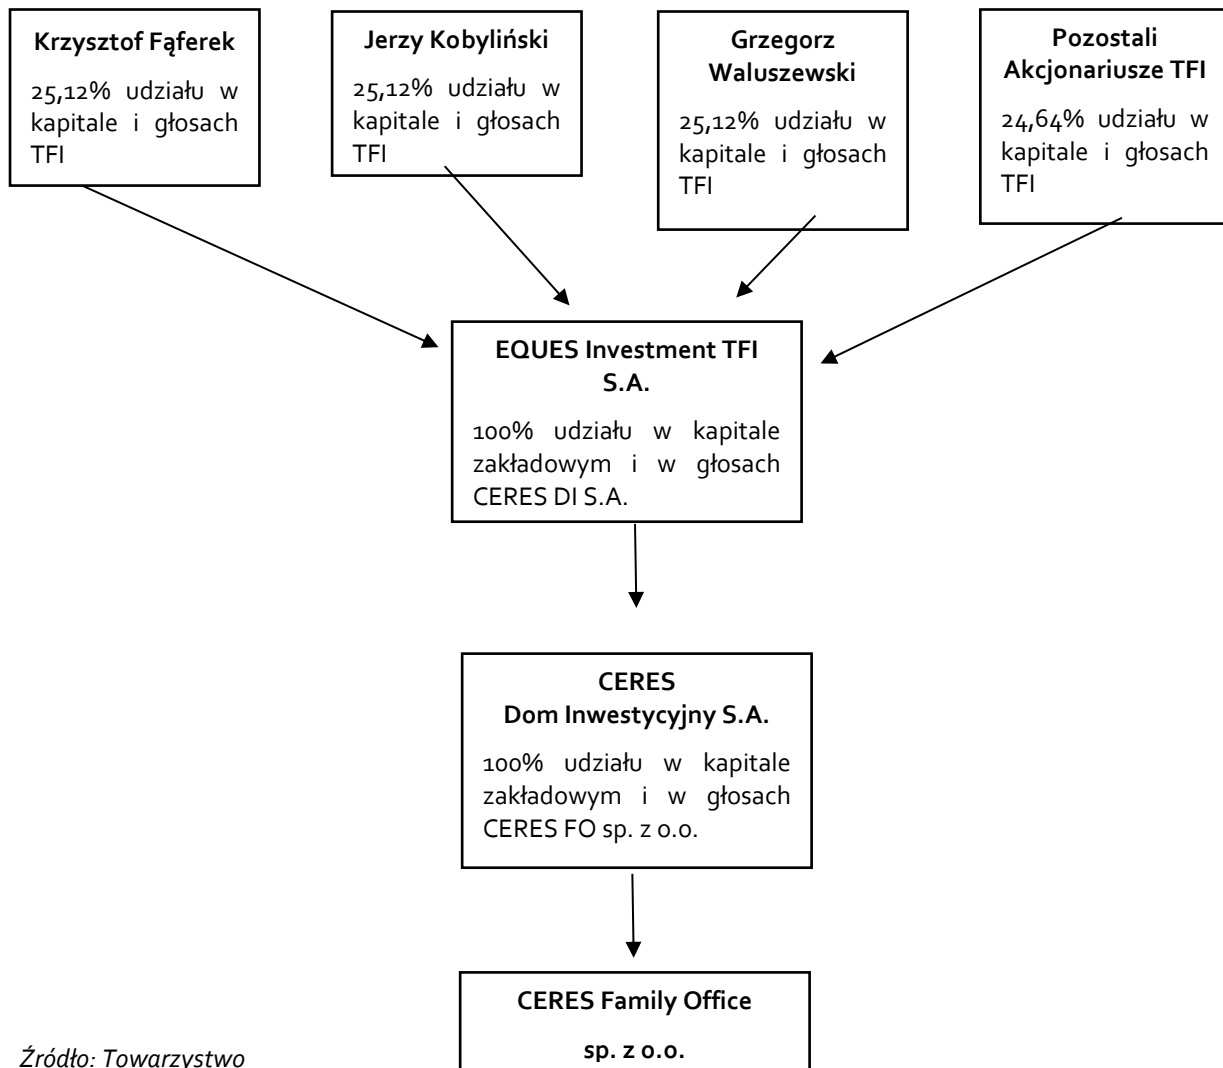 Krzysztof Fąferek
25,12% udziału w
kapitale i głosach
TFI
Jerzy Kobyliński
25,12% udziału w
kapitale i głosach
TFI
Grzegorz
Waluszewski
25,12% udziału w
kapitale i głosach
TFI
Pozostali
Akcjonariusze TFI
24,64% udziału w
kapitale i głosach
TFI
EQUES Investment TFI
S.A.
100% udziału w kapitale
zakładowym i w głosach
CERES DI S.A.
CERES
Dom Inwestycyjny S.A.
100% udziału w kapitale
zakładowym i w głosach
CERES FO sp. z o.o.
CERES Family Office
sp. z o.o.
Źródło: Towarzystwo